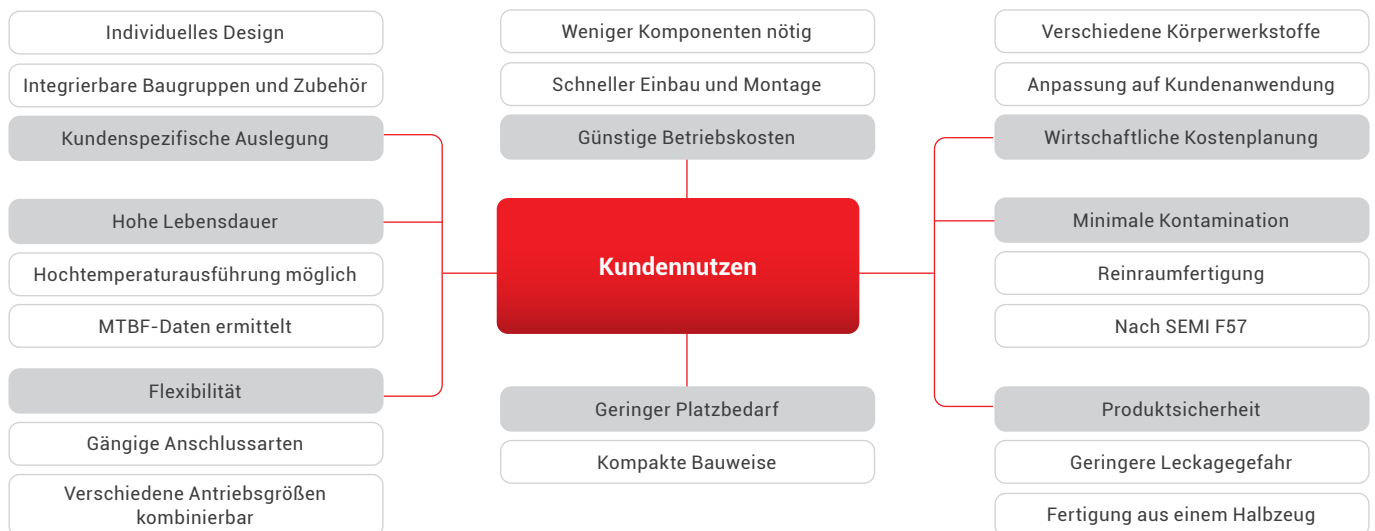 Individuelles Design
Integrierbare Baugruppen und Zubehör
Kundenspezifische Auslegung
Hohe Lebensdauer
Hochtemperaturausführung möglich
MTBF-Daten ermittelt
Flexibilität
Gängige Anschlussarten
Verschiedene Antriebsgrößen
kombinierbar
Weniger Komponenten nötig
Schneller Einbau und Montage
Günstige Betriebskosten
Kundennutzen
Geringer Platzbedarf
Kompakte Bauweise
Verschiedene Körperwerkstoffe
Anpassung auf Kundenanwendung
Wirtschaftliche Kostenplanung
Minimale Kontamination
Reinraumfertigung
Nach SEMI F57
Produktsicherheit
Geringere Leckagegefahr
Fertigung aus einem Halbzeug